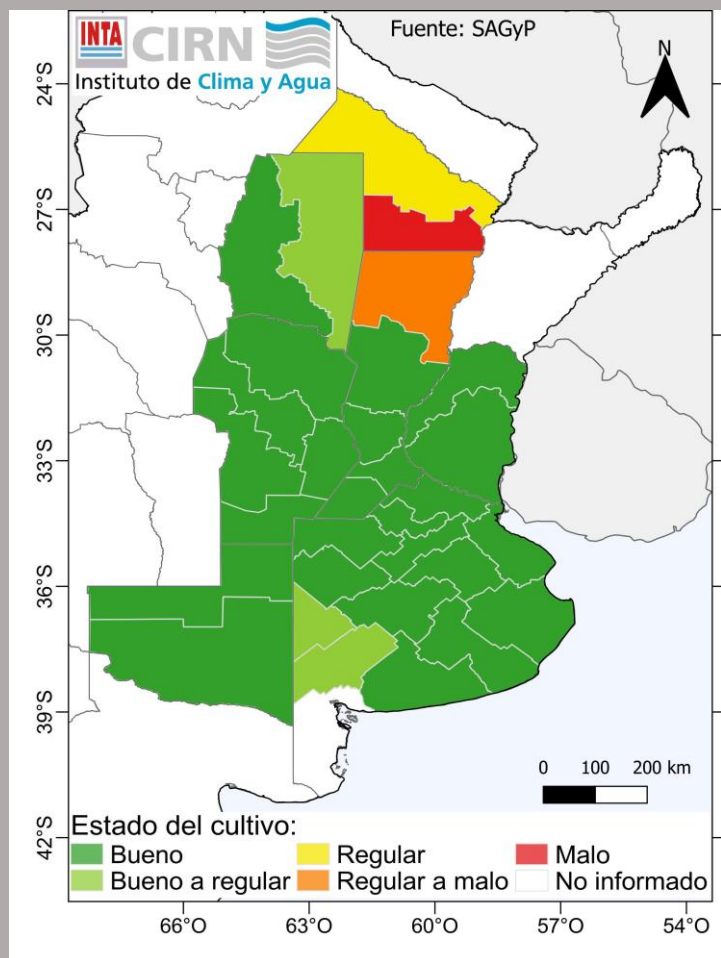 INTA
CIRN
Instituto de Clima y Agua
Fuente: SAGyP
N
24°S
27°S
30°S
33°S
36°S
39°S
42°S
0 100 200 km
Estado del cultivo:
Bueno
Regular
Malo
Bueno a regular
Regular a malo
No informado
66°O 63°O 60°O 57°O 54°O